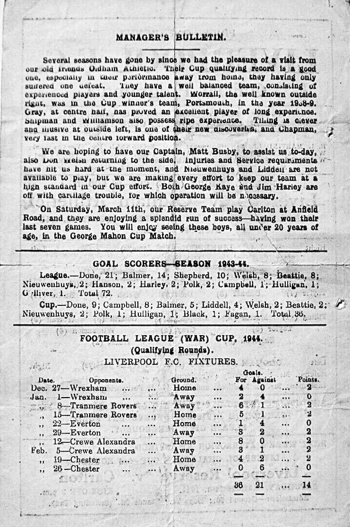 MANAGER'S BULLETIN.
Several seasons have gone by since we had the pleasure of a visit from
our old friends Oldham Athletic. Their Cup qualifying record is a good
one, especially in their performance away from home, they having only
suffered one defeat. They have a well balanced team, consisting of
experienced players and younger talent. Worrall, the well known outside
right, was in the Cup winner's team, Portsmouth, in the year 1938-9.
Gray, at centre half, has proved an excellent player of long experience.
Shipman and Williamson also possess ripe experience. Tilling is clever
and illusive at outside left, is one of their new discoveries, and Chapman,
very fast in the centre forward position.
We are hoping to have our Captain, Matt Busby, to assist us to-day,
also Don Welsh returning to the side. Injuries and Service requirements
have hit us hard at the moment, and Nieuwenhuys and Liddell are not
available to play, but we are making every effort to keep our team at a
high standard in our Cup effort. Both George Kaye and Jim Harley are
off with cartilage trouble, for which operation will be necessary.
On Saturday, March 11th, our Reserve Team play Carlton at Anfield
Road, and they are enjoying a splendid run of success—having won their
last seven games. You will enjoy seeing these boys, all under 20 years of
age, in the George Mahon Cup Match.
GOAL SCORERS—SEASON 1943-44.
League.—Done, 21; Balmer, 14; Shepherd, 10; Welsh, 8; Beattie, 8;
Nieuwenhuys, 2; Hanson, 2; Harley, 2; Polk, 2; Campbell, 1; Hulligan, 1;
Gulliver, 1. Total 72.
Cup.—Done, 9; Campbell, 8; Balmer, 5; Liddell, 4; Welsh, 2; Beattie, 2;
Nieuwenhuys, 2; Polk, 1; Hulligan, 1; Black, 1; Fagan, 1. Total 36.
FOOTBALL LEAGUE (WAR) CUP, 1944.
(Qualifying Rounds).
LIVERPOOL F.C. FIXTURES.
Goals.
Date. Opponents. Ground. For Against Points.
Dec. 27—Wrexham ... ... Home ... 4 0 ... 2
Jan. 1—Wrexham ... ... Away ... 2 4 ... 0
„ 8—Tranmere Rovers ... Away ... 6 1 ... 2
„ 15—Tranmere Rovers ... Home ... 5 1 ... 2
„ 22—Everton ... ... Home ... 1 4 ... 0
„ 29—Everton ... ... Away ... 3 2 ... 2
„ 12—Crewe Alexandra ... Home ... 8 0 ... 2
Feb. 5—Crewe Alexandra ... Away ... 3 1 ... 2
„ 19—Chester ... ... Home ... 4 2 ... 2
„ 26—Chester ... ... Away ... 0 6 ... 0
36 21 ... 14